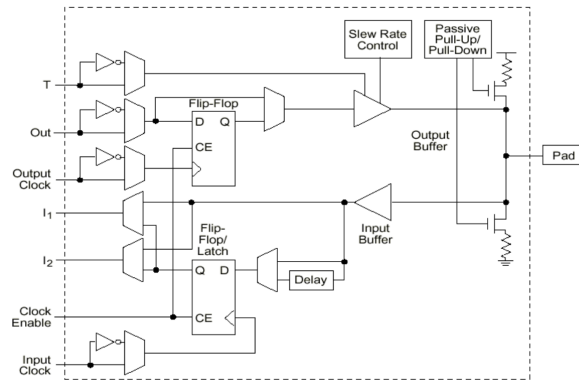 Slew Rate
Control
Passive
Pull-Up/
Pull-Down
T
Flip-Flop
Out
D Q
Output
Buffer
CE
Pad
Output
Clock
I1
Flip-
Flop/
Latch
Input
Buffer
I2
Q D
Delay
Clock
Enable
CE
Input
Clock